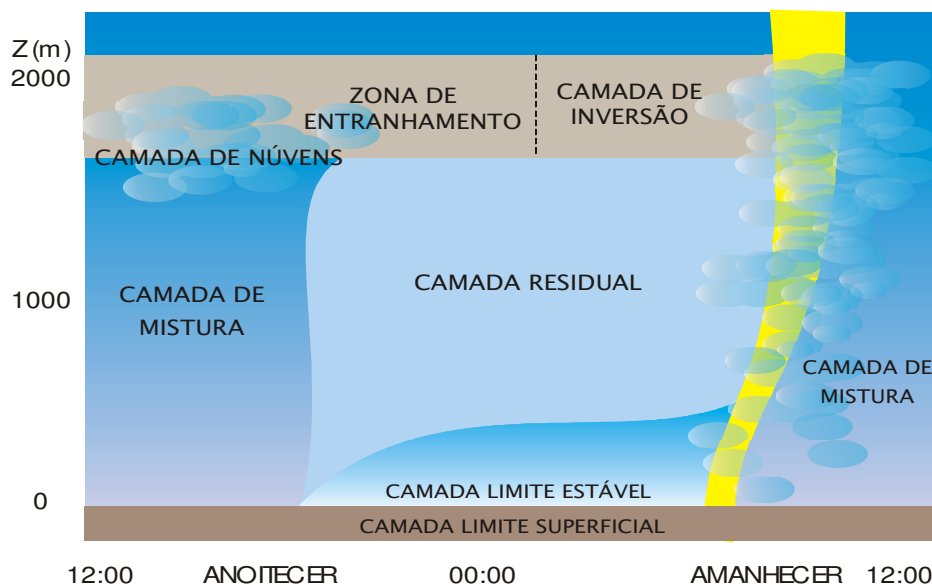 Z (m)
2000
1000
0
ZONA DE
ENTRANHAMENTO
CAMADA DE
INVERSÃO
CAMADA DE NÚVENS
CAMADA DE
MISTURA
CAMADA RESIDUAL
CAMADA DE
MISTURA
CAMADA LIMITE ESTÁVEL
CAMADA LIMITE SUPERFICIAL
12:00 ANOITECER 00:00 AMANHECER 12:00